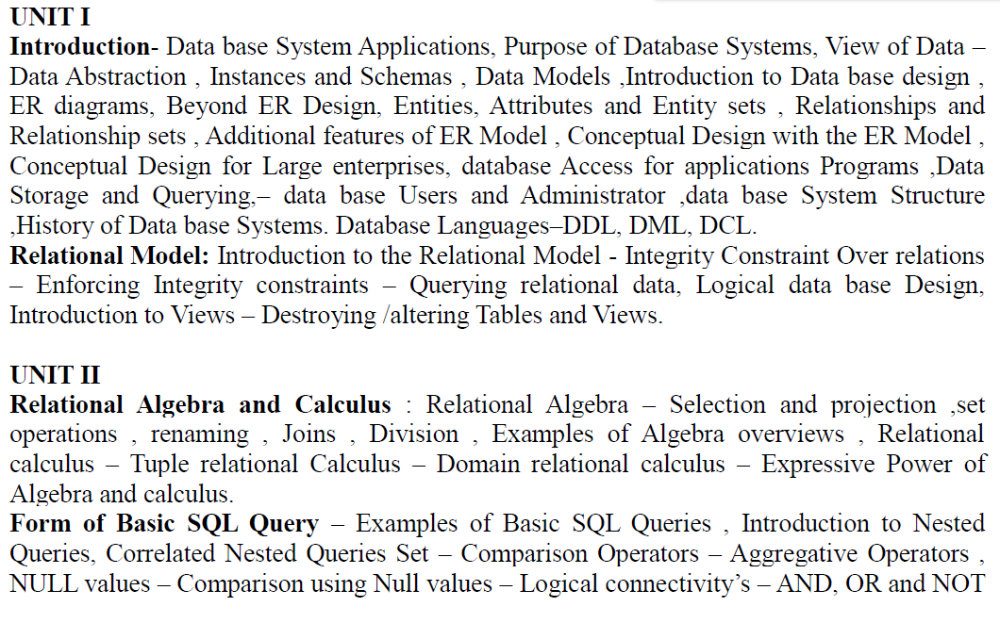 UNIT I
Introduction- Data base System Applications, Purpose of Database Systems, View of Data –
Data Abstraction , Instances and Schemas , Data Models ,Introduction to Data base design ,
ER diagrams, Beyond ER Design, Entities, Attributes and Entity sets , Relationships and
Relationship sets , Additional features of ER Model , Conceptual Design with the ER Model ,
Conceptual Design for Large enterprises, database Access for applications Programs ,Data
Storage and Querying,– data base Users and Administrator ,data base System Structure
,History of Data base Systems. Database Languages–DDL, DML, DCL.
Relational Model: Introduction to the Relational Model - Integrity Constraint Over relations
– Enforcing Integrity constraints – Querying relational data, Logical data base Design,
Introduction to Views – Destroying /altering Tables and Views.
UNIT II
Relational Algebra and Calculus : Relational Algebra – Selection and projection ,set
operations , renaming , Joins , Division , Examples of Algebra overviews , Relational
calculus – Tuple relational Calculus – Domain relational calculus – Expressive Power of
Algebra and calculus.
Form of Basic SQL Query – Examples of Basic SQL Queries , Introduction to Nested
Queries, Correlated Nested Queries Set – Comparison Operators – Aggregative Operators ,
NULL values – Comparison using Null values – Logical connectivity’s – AND, OR and NOT